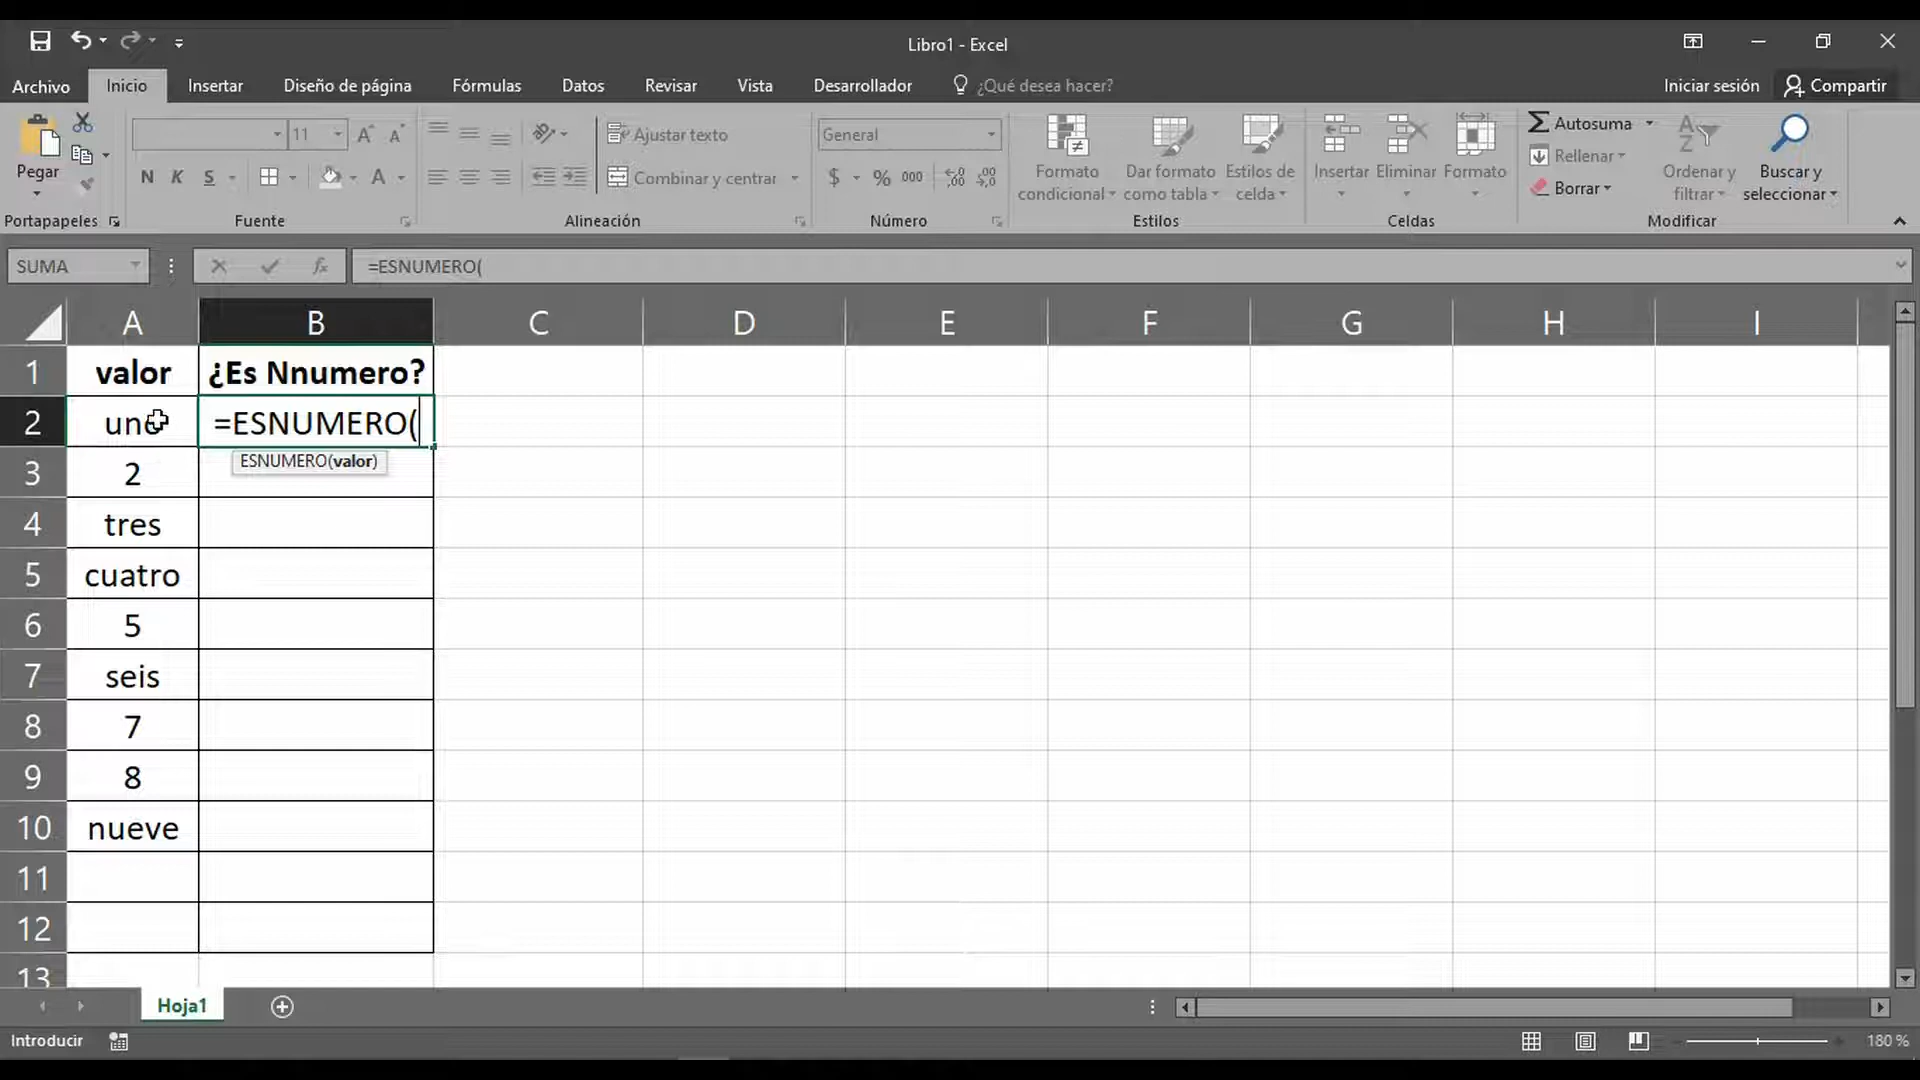 Libro1 - Excel
Archivo Inicio Insertar Diseño de página Fórmulas Datos Revisar Vista Desarrollador ¿Qué desea hacer? Iniciar sesión Compartir
Pegar
Portapapeles
11
N K S
Fuente
Ajustar texto
Combinar y centrar
Alineación
General
$ % 000
Número
Formato condicional
Dar formato como tabla
Estilos de celda
Estilos
Insertar Eliminar Formato
Celdas
Autosuma
Rellenar
Borrar
Ordenar y filtrar
Buscar y seleccionar
Modificar
SUMA fx =ESNUMERO(
A B C D E F G H I
1 valor ¿Es Nnumero?
2 uno =ESNUMERO(
ESNUMERO(valor)
3 2
4 tres
5 cuatro
6 5
7 seis
8 7
9 8
10 nueve
11
12
13
Hoja1
Introducir 180 %